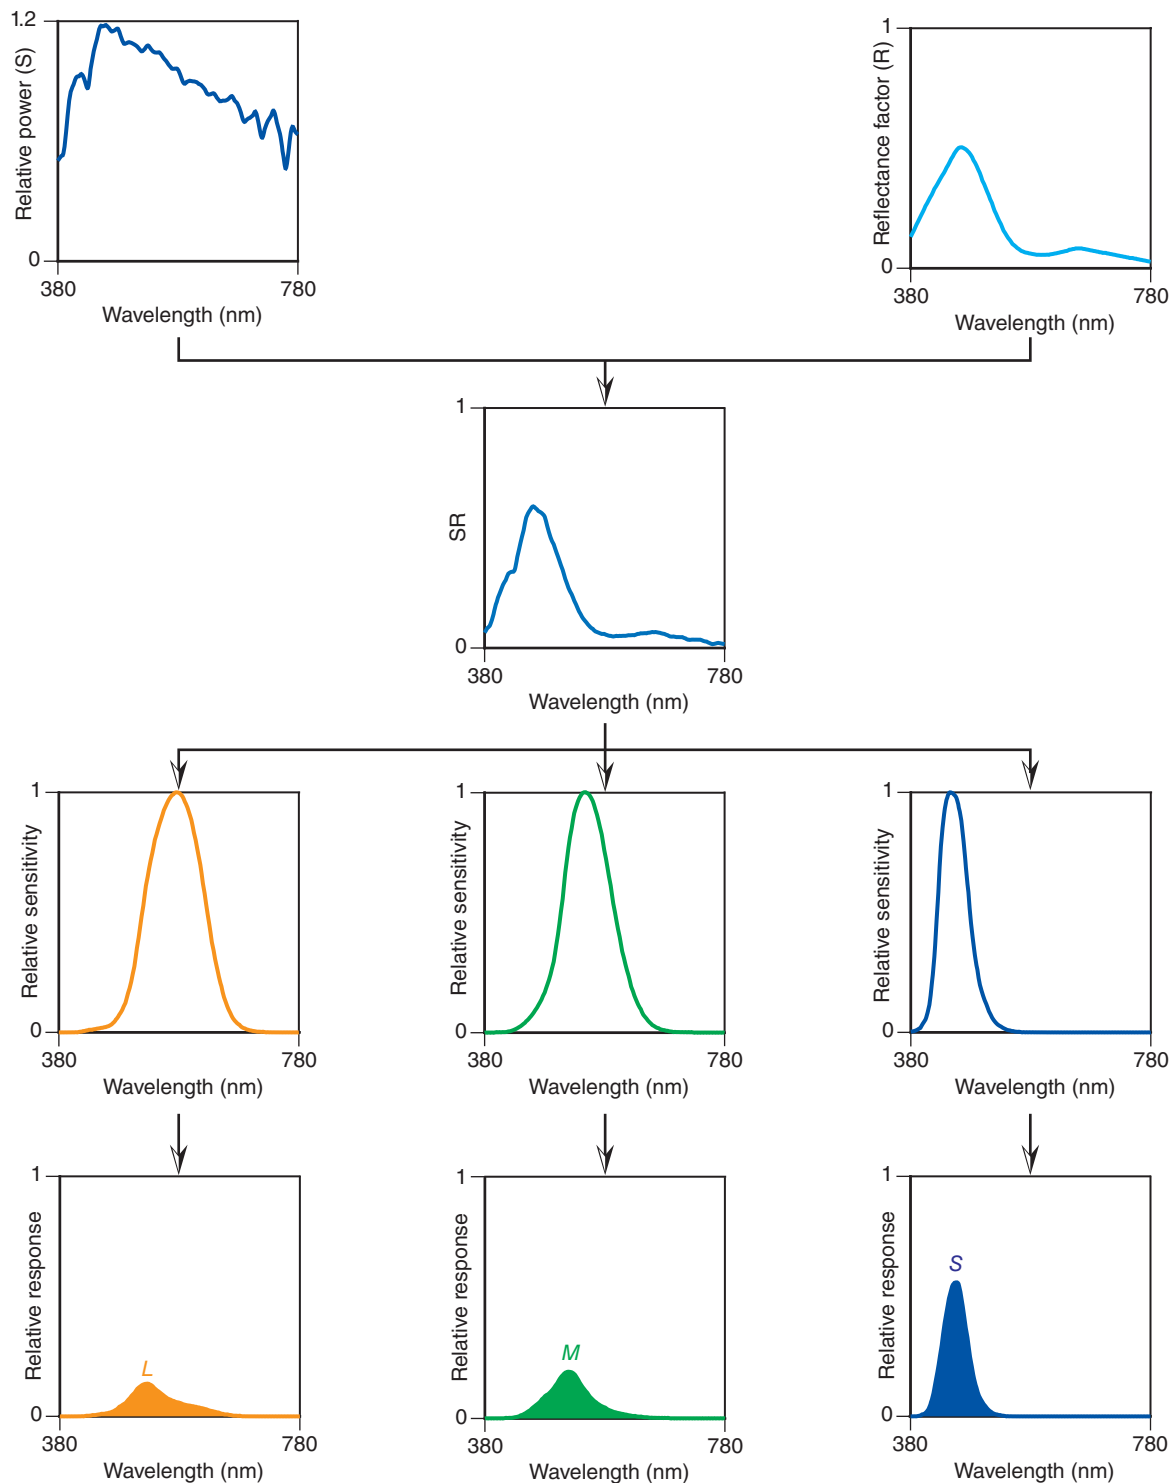 1.2
Relative power (S)
0
380
780
Wavelength (nm)
1
Reflectance factor (R)
0
380
780
Wavelength (nm)
1
SR
0
380
780
Wavelength (nm)
1
Relative sensitivity
0
380
780
Wavelength (nm)
1
Relative sensitivity
0
380
780
Wavelength (nm)
1
Relative sensitivity
0
380
780
Wavelength (nm)
1
Relative response
L
0
380
780
Wavelength (nm)
1
Relative response
M
0
380
780
Wavelength (nm)
1
Relative response
S
0
380
780
Wavelength (nm)